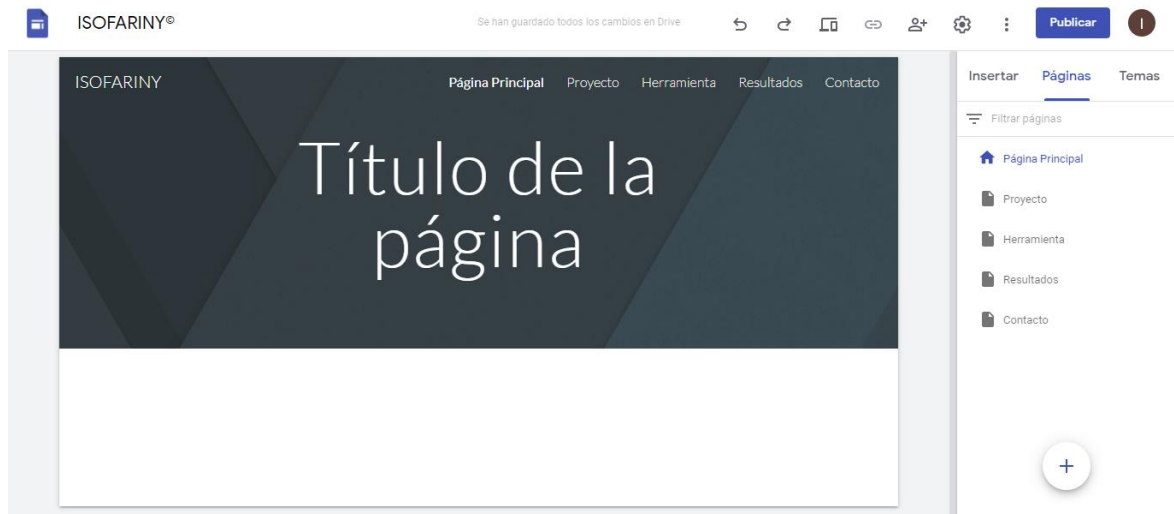 ISOFARINY©
Se han guardado todos los cambios en Drive
Publicar
I
ISOFARINY
Página Principal Proyecto Herramienta Resultados Contacto
Título de la
página
Insertar Páginas Temas
Filtrar páginas
Página Principal
Proyecto
Herramienta
Resultados
Contacto